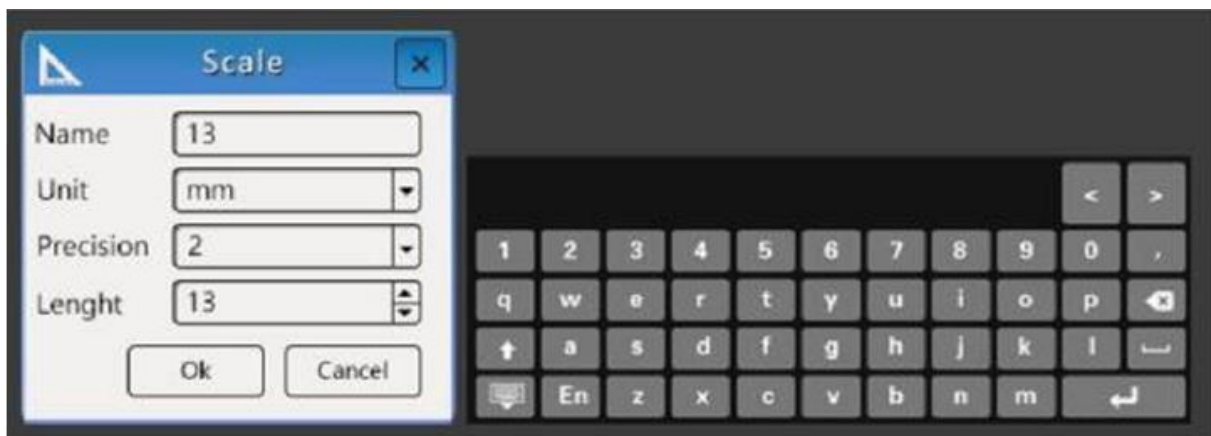 Scale
Name 13
Unit mm
Precision 2
Lenght 13
Ok Cancel
< >
1 2 3 4 5 6 7 8 9 0 ,
q w e r t y u i o p
a s d f g h j k l
En z x c v b n m